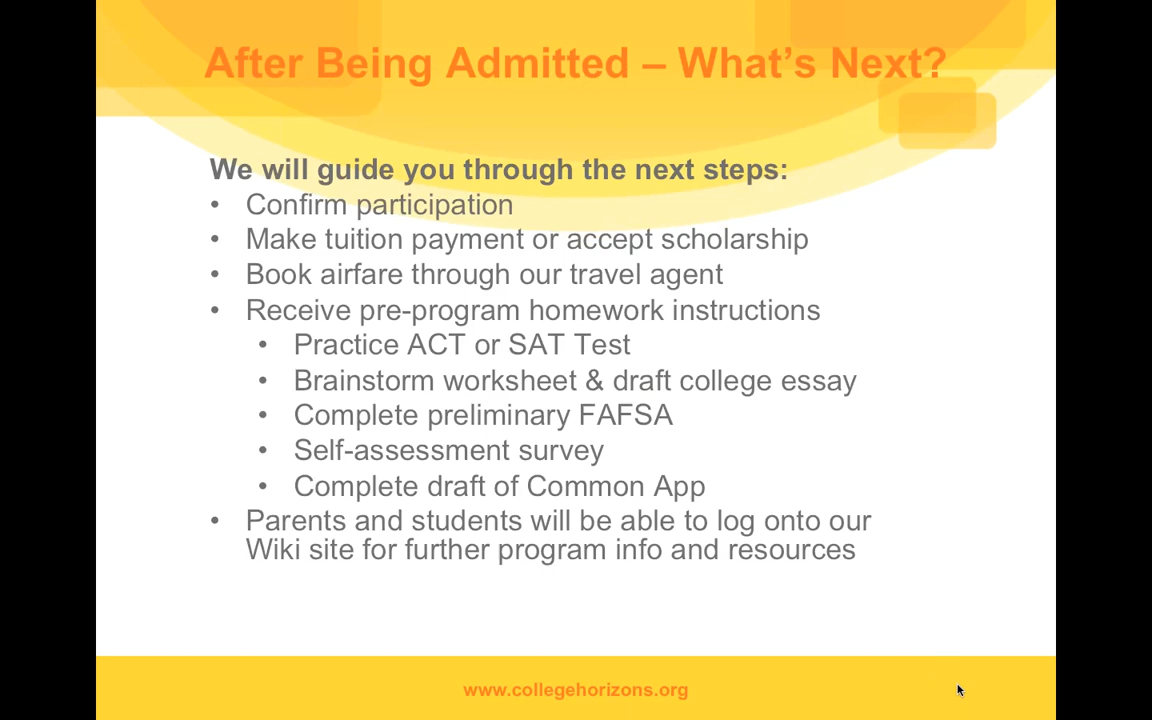 After Being Admitted – What's Next?
We will guide you through the next steps:
• Confirm participation
• Make tuition payment or accept scholarship
• Book airfare through our travel agent
• Receive pre-program homework instructions
• Practice ACT or SAT Test
• Brainstorm worksheet & draft college essay
• Complete preliminary FAFSA
• Self-assessment survey
• Complete draft of Common App
• Parents and students will be able to log onto our
Wiki site for further program info and resources
www.collegehorizons.org